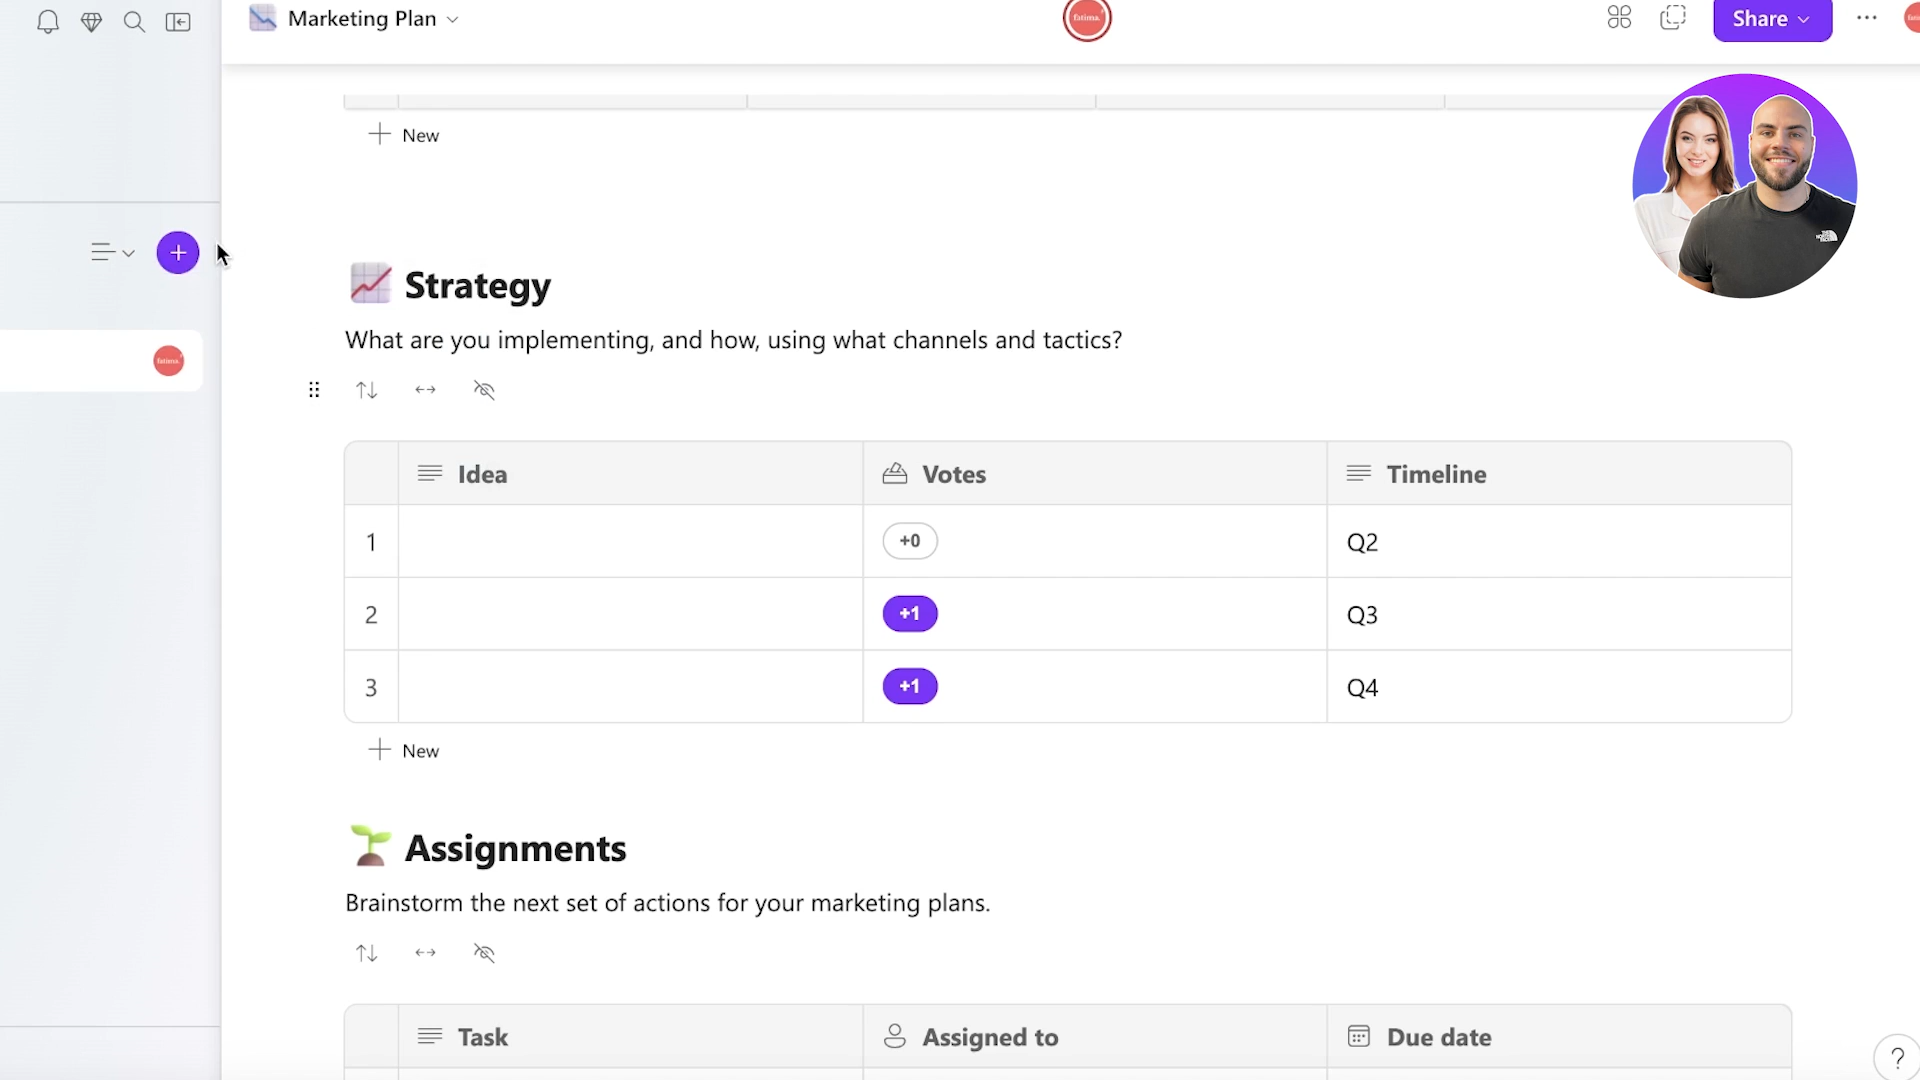 Marketing Plan
fatima.
Share
New
Strategy
What are you implementing, and how, using what channels and tactics?
fatima.
Idea
Votes
Timeline
1
+0
Q2
2
+1
Q3
3
+1
Q4
New
Assignments
Brainstorm the next set of actions for your marketing plans.
Task
Assigned to
Due date
?